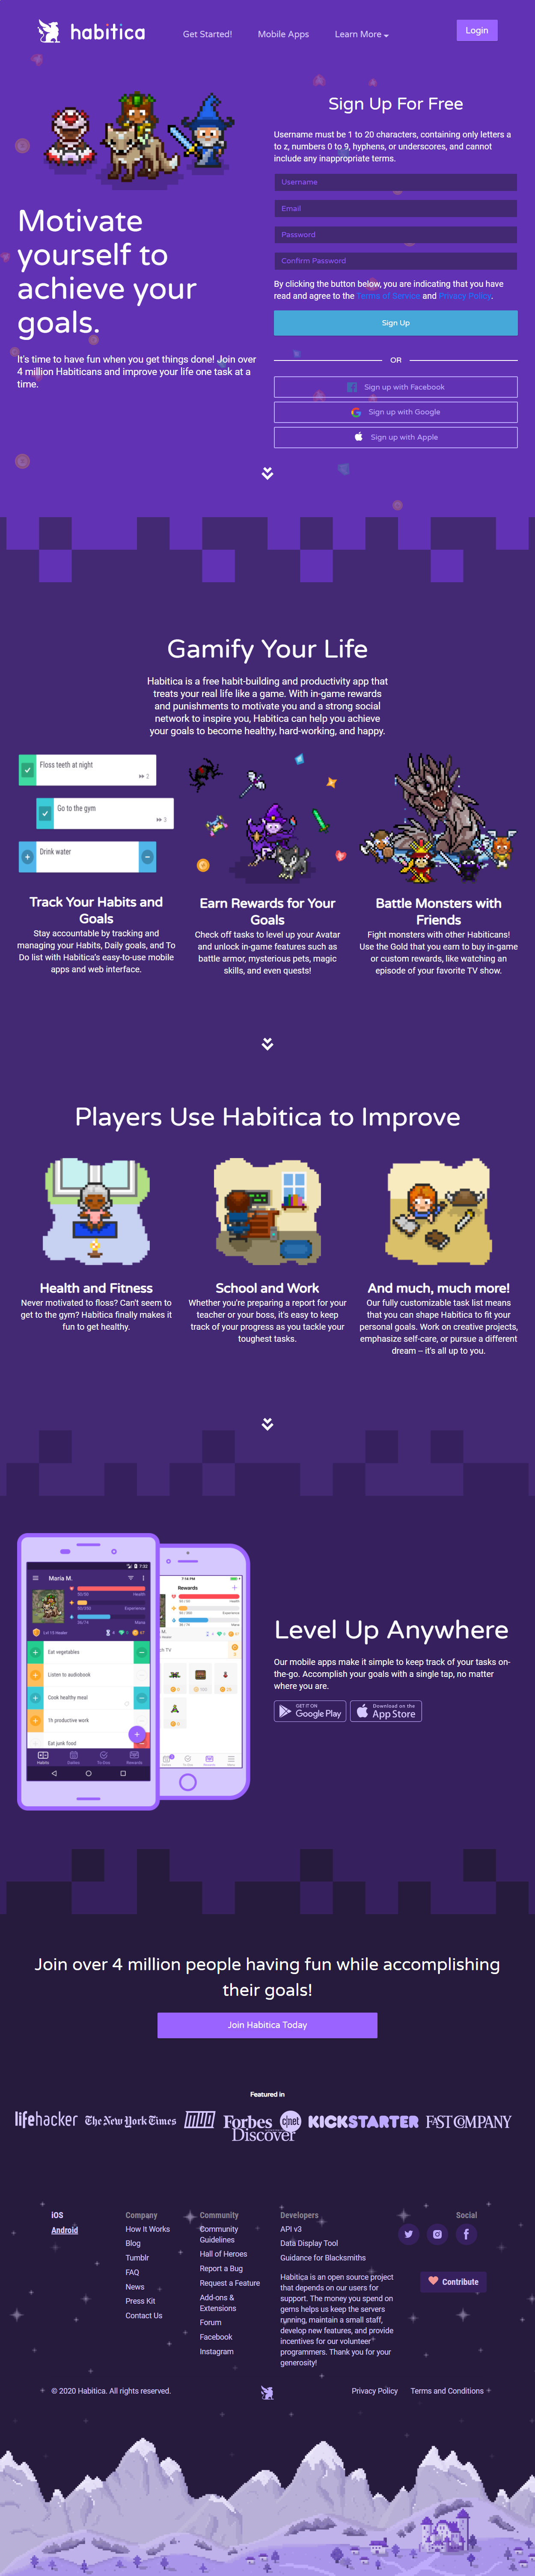 habitica
Get Started!
Mobile Apps
Learn More
Login
Motivate
yourself to
achieve your
goals.
It's time to have fun when you get things done! Join over
4 million Habiticans and improve your life one task at a
time.
Sign Up For Free
Username must be 1 to 20 characters, containing only letters a
to z, numbers 0 to 9, hyphens, or underscores, and cannot
include any inappropriate terms.
Username
Email
Password
Confirm Password
By clicking the button below, you are indicating that you have
read and agree to the Terms of Service and Privacy Policy.
Sign Up
OR
Sign up with Facebook
Sign up with Google
Sign up with Apple
Gamify Your Life
Habitica is a free habit-building and productivity app that
treats your real life like a game. With in-game rewards
and punishments to motivate you and a strong social
network to inspire you, Habitica can help you achieve
your goals to become healthy, hard-working, and happy.
Floss teeth at night
2
Go to the gym
3
Drink water
Track Your Habits and
Goals
Stay accountable by tracking and
managing your Habits, Daily goals, and To
Do list with Habitica's easy-to-use mobile
apps and web interface.
Earn Rewards for Your
Goals
Check off tasks to level up your Avatar
and unlock in-game features such as
battle armor, mysterious pets, magic
skills, and even quests!
Battle Monsters with
Friends
Fight monsters with other Habiticans!
Use the Gold that you earn to buy in-game
or custom rewards, like watching an
episode of your favorite TV show.
Players Use Habitica to Improve
Health and Fitness
Never motivated to floss? Can't seem to
get to the gym? Habitica finally makes it
fun to get healthy.
School and Work
Whether you're preparing a report for your
teacher or your boss, it's easy to keep
track of your progress as you tackle your
toughest tasks.
And much, much more!
Our fully customizable task list means
that you can shape Habitica to fit your
personal goals. Work on creative projects,
emphasize self-care, or pursue a different
dream -- it's all up to you.
7:32
Maria M.
Health
Experience
Mana
Eat vegetables
Listen to audiobook
Cook healthy meal
1h productive work
Eat junk food
Habits
Dailies
To-Dos
Rewards
Rewards
Level Up Anywhere
Our mobile apps make it simple to keep track of your tasks on-
the-go. Accomplish your goals with a single tap, no matter
where you are.
GET IT ON
Google Play
Download on the
App Store
Join over 4 million people having fun while accomplishing
their goals!
Join Habitica Today
Featured in
lifehacker
The New York Times
MUO
Forbes
c|net
KICKSTARTER
FAST COMPANY
Discover
iOS
Android
Company
How It Works
Blog
Tumblr
FAQ
News
Press Kit
Contact Us
Community
Community
Guidelines
Hall of Heroes
Report a Bug
Request a Feature
Add-ons &
Extensions
Forum
Facebook
Instagram
Developers
API v3
Data Display Tool
Guidance for Blacksmiths
Habitica is an open source project
that depends on our users for
support. The money you spend on
gems helps us keep the servers
running, maintain a small staff,
develop new features, and provide
incentives for our volunteer
programmers. Thank you for your
generosity!
Social
Contribute
© 2020 Habitica. All rights reserved.
Privacy Policy
Terms and Conditions